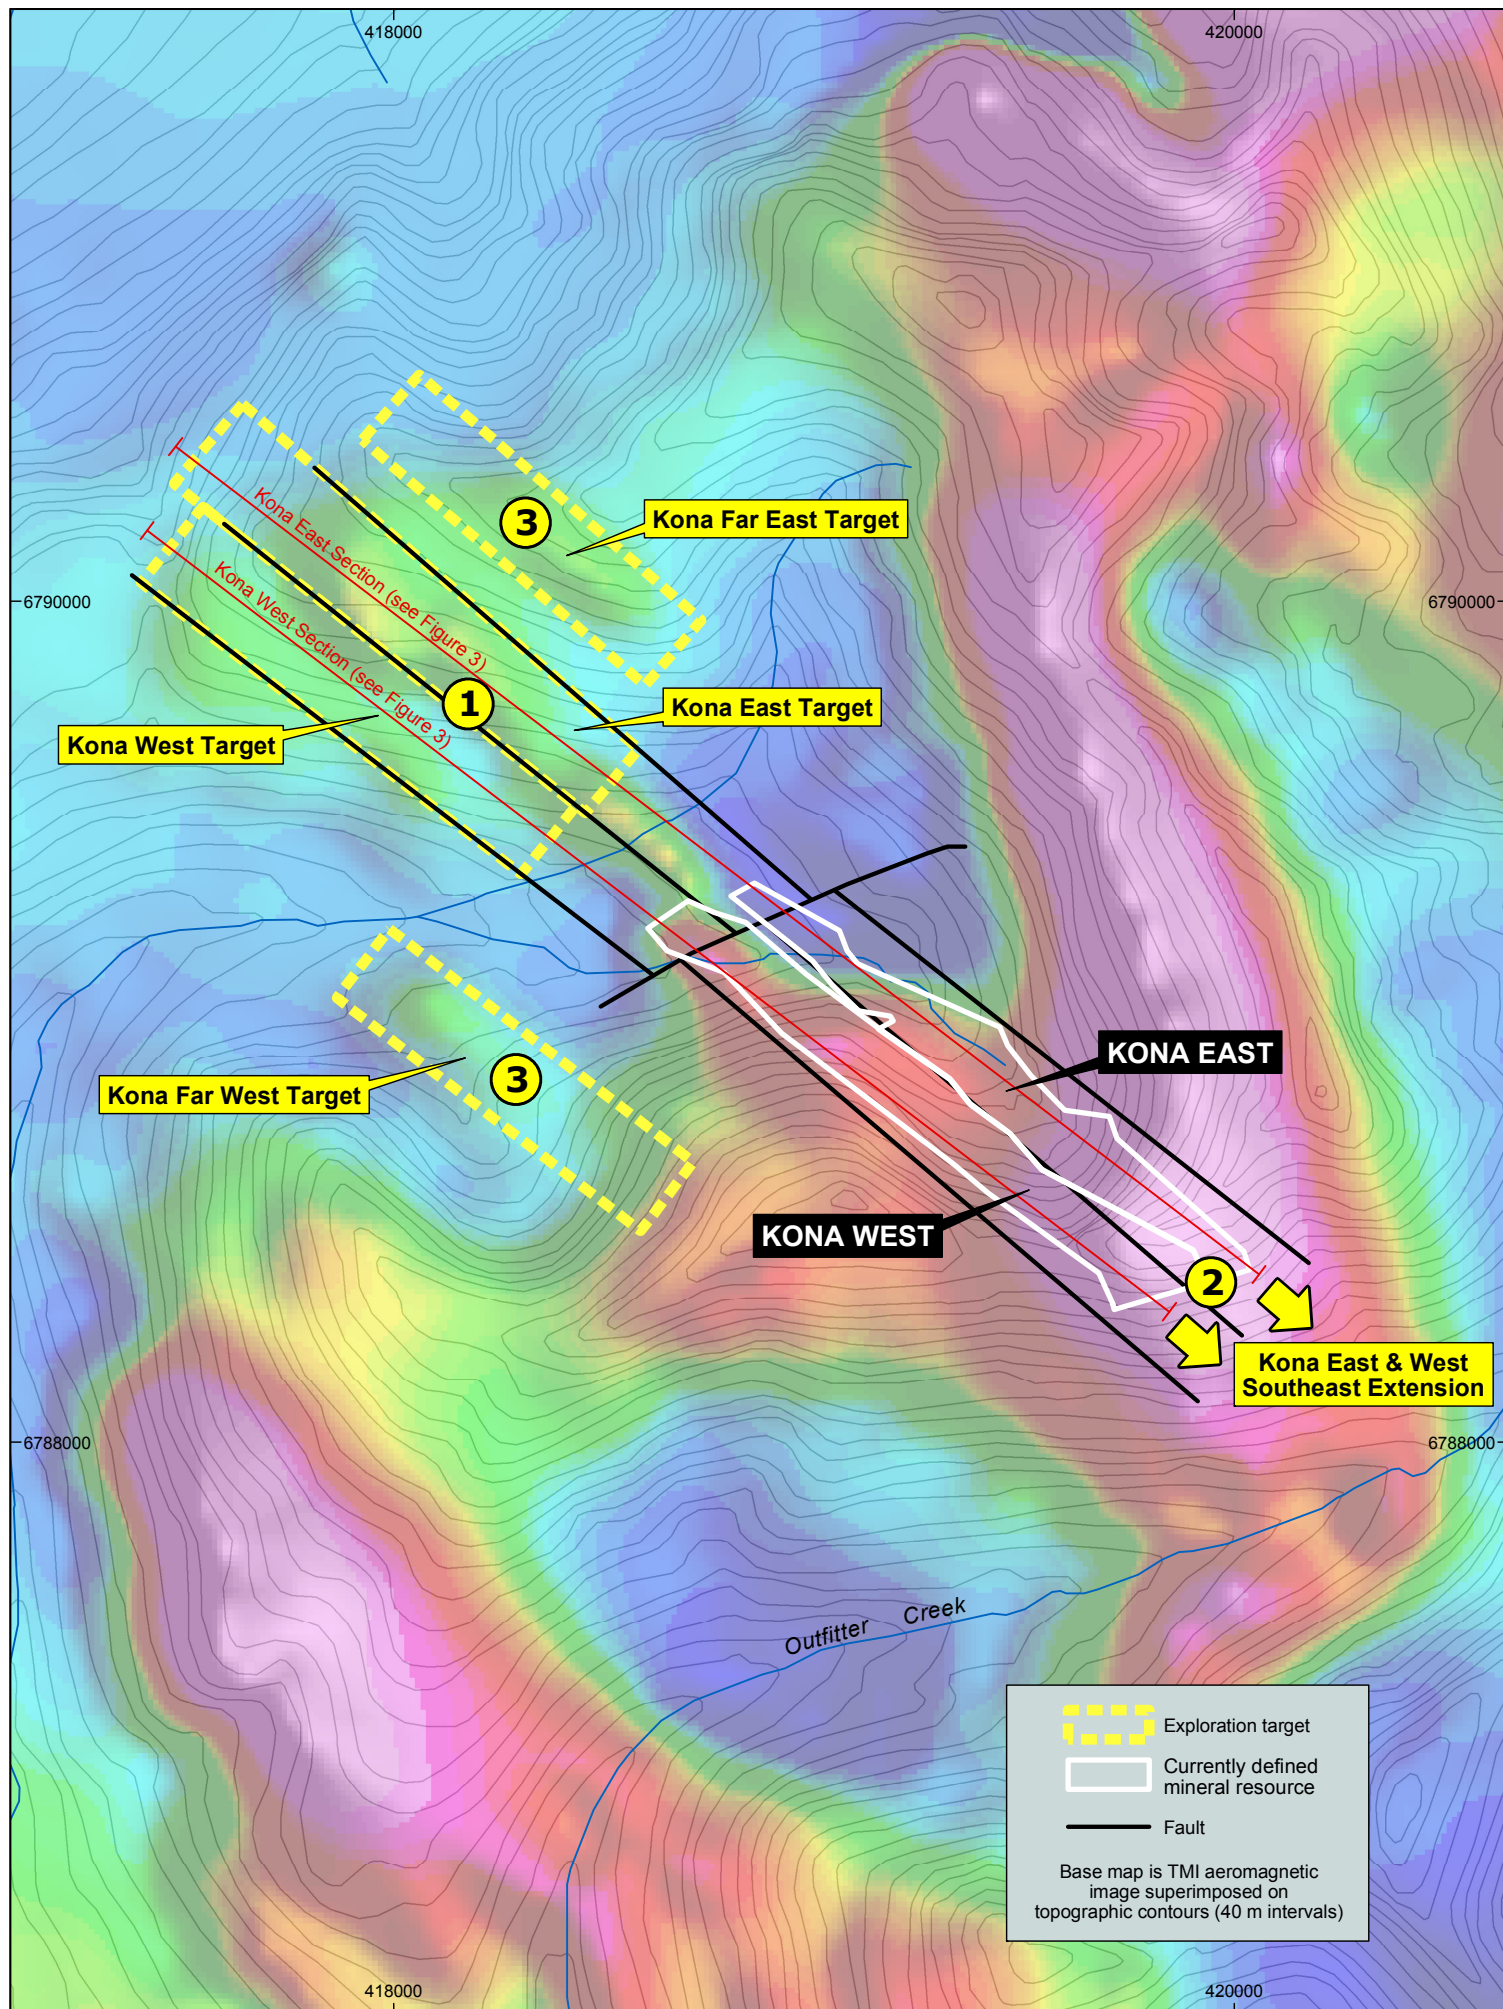 418000
420000
Kona East Section (see Figure 3)
3
Kona Far East Target
Kona West Section (see Figure 3)
6790000
6790000
1
Kona East Target
Kona West Target
KONA EAST
3
Kona Far West Target
KONA WEST
2
Kona East & West
Southeast Extension
6788000
6788000
Outfitter Creek
Exploration target
Currently defined
mineral resource
Fault
Base map is TMI aeromagnetic
image superimposed on
topographic contours (40 m intervals)
418000
420000